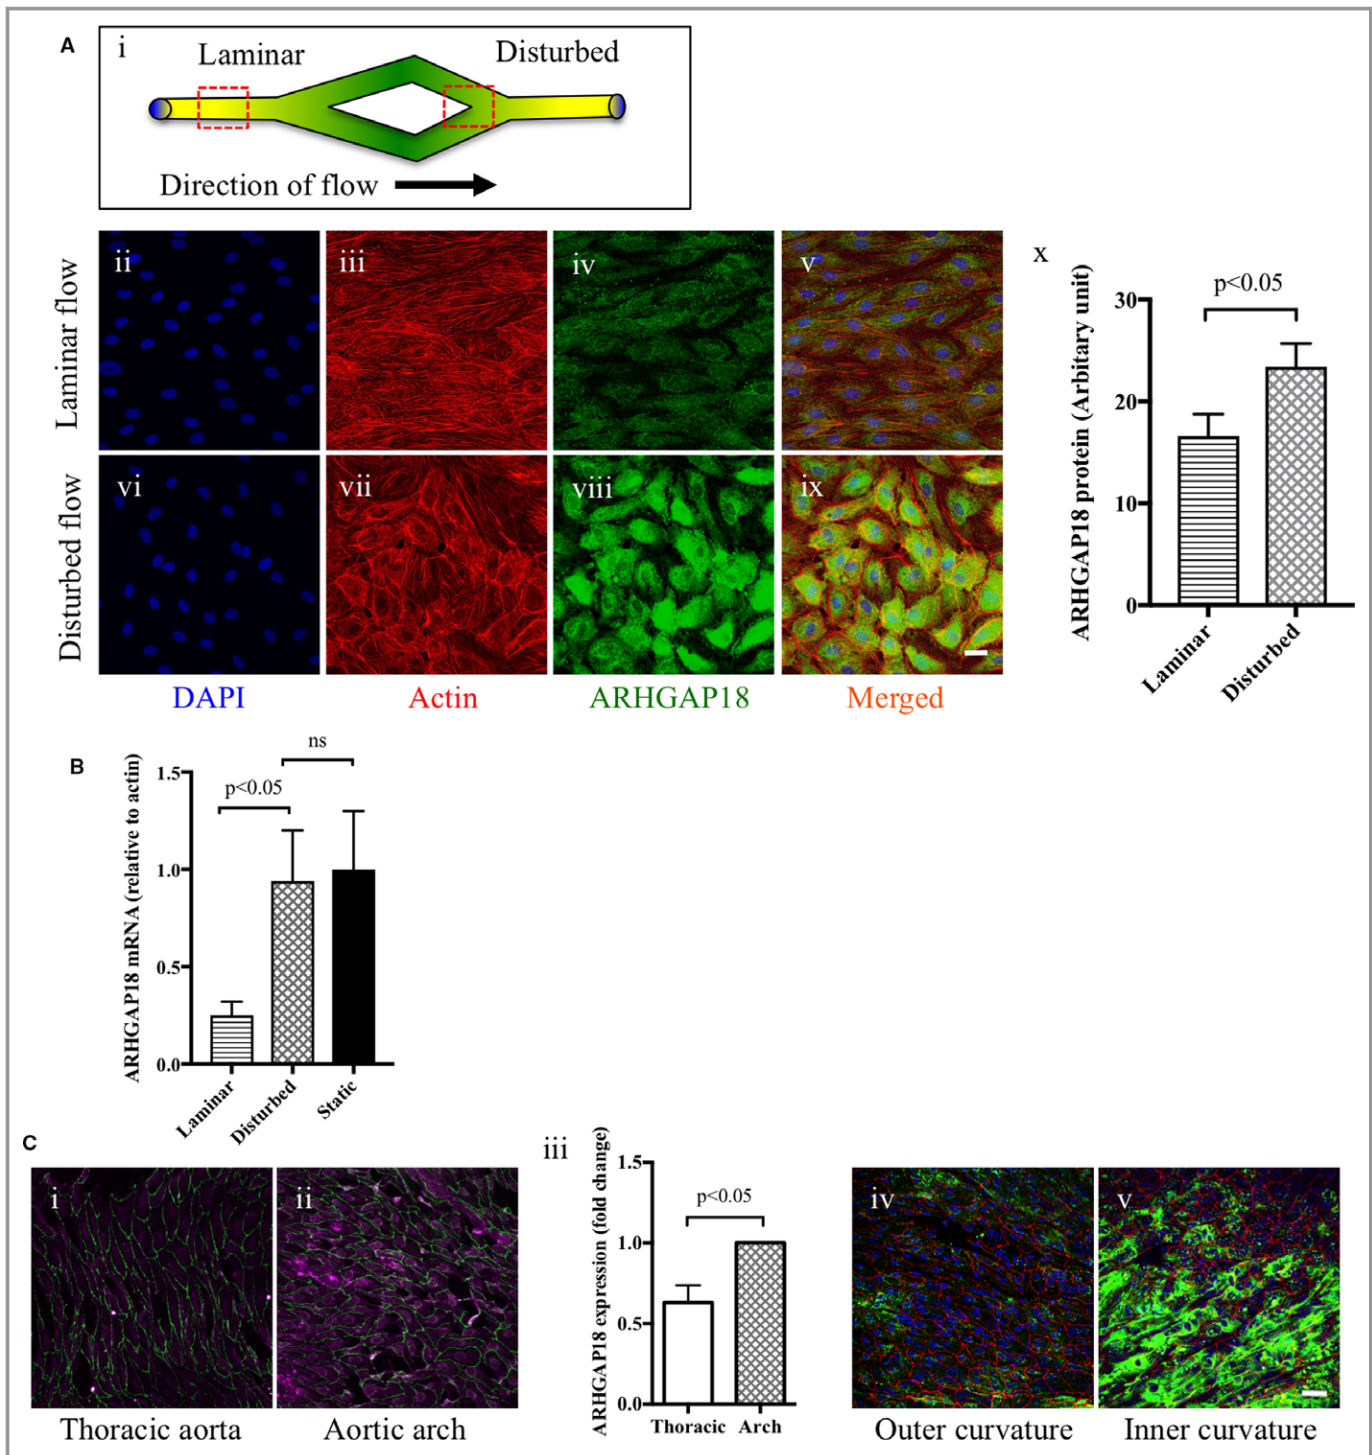 A
i
Laminar
Disturbed
Direction of flow
Laminar flow
ii
iii
iv
v
Disturbed flow
vi
vii
viii
ix
DAPI
Actin
ARHGAP18
Merged
x
ARHGAP18 protein (Arbitary unit)
p<0.05
30
20
10
0
Laminar
Disturbed
B
ARHGAP18 mRNA (relative to actin)
ns
p<0.05
1.5
1.0
0.5
0.0
Laminar
Disturbed
Static
C
i
Thoracic aorta
ii
Aortic arch
iii
ARHGAP18 expression (fold change)
p<0.05
1.5
1.0
0.5
0.0
Thoracic
Arch
iv
Outer curvature
v
Inner curvature